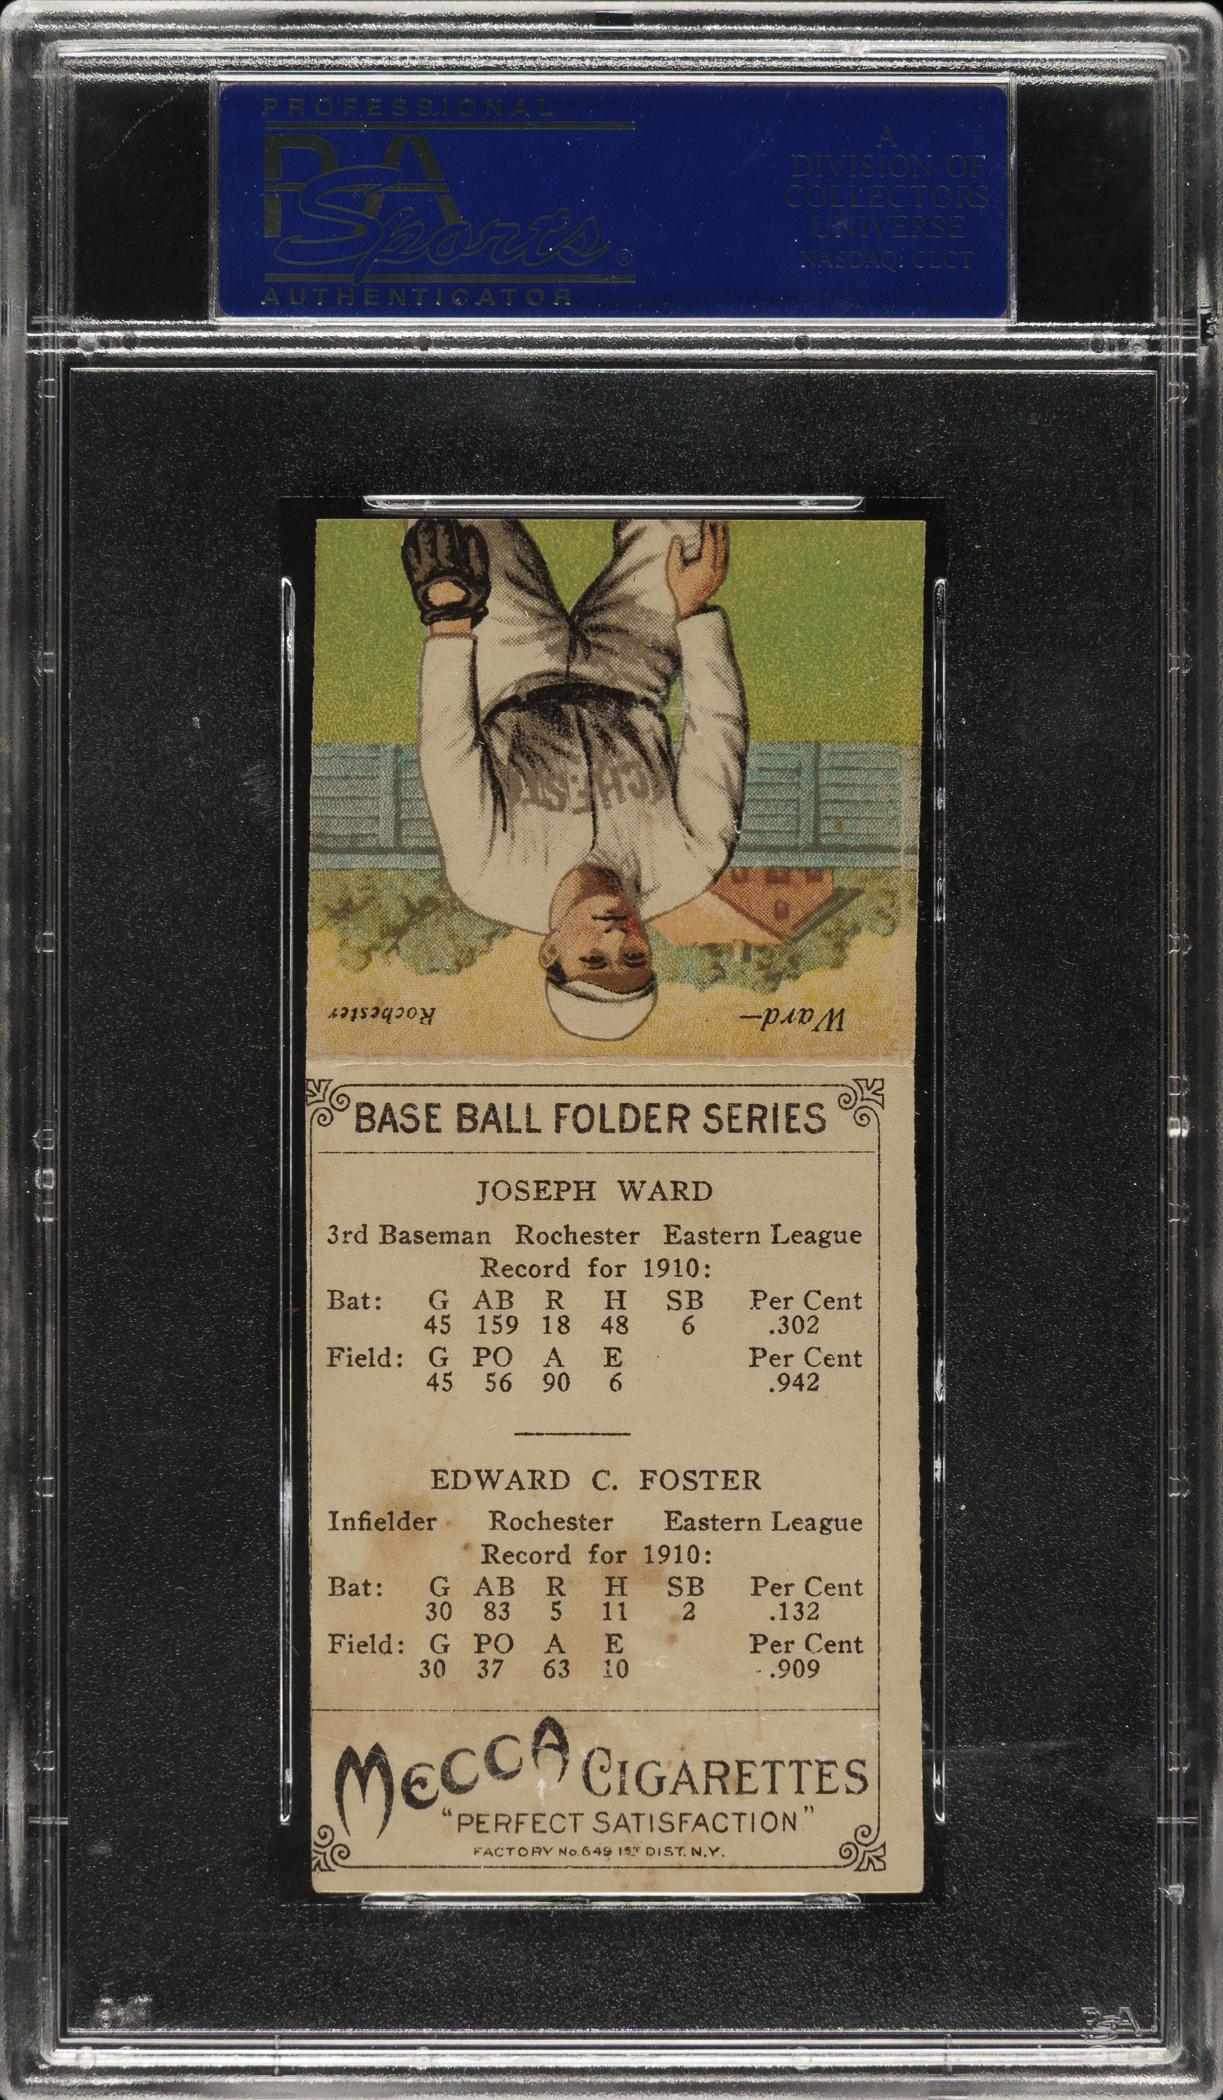 PROFESSIONAL
PSA
Sports®
AUTHENTICATOR
A
DIVISION OF
COLLECTORS
UNIVERSE
NASDAQ: CLCT
CHEST
Ward— Rochester
BASE BALL FOLDER SERIES
JOSEPH WARD
3rd Baseman Rochester Eastern League
Record for 1910:
Bat: G AB R H SB Per Cent
45 159 18 48 6 .302
Field: G PO A E Per Cent
45 56 90 6 .942
EDWARD C. FOSTER
Infielder Rochester Eastern League
Record for 1910:
Bat: G AB R H SB Per Cent
30 83 5 11 2 .132
Field: G PO A E Per Cent
30 37 63 10 .909
MECCA CIGARETTES
"PERFECT SATISFACTION"
FACTORY No. 649 1ST DIST. N.Y.
PSA